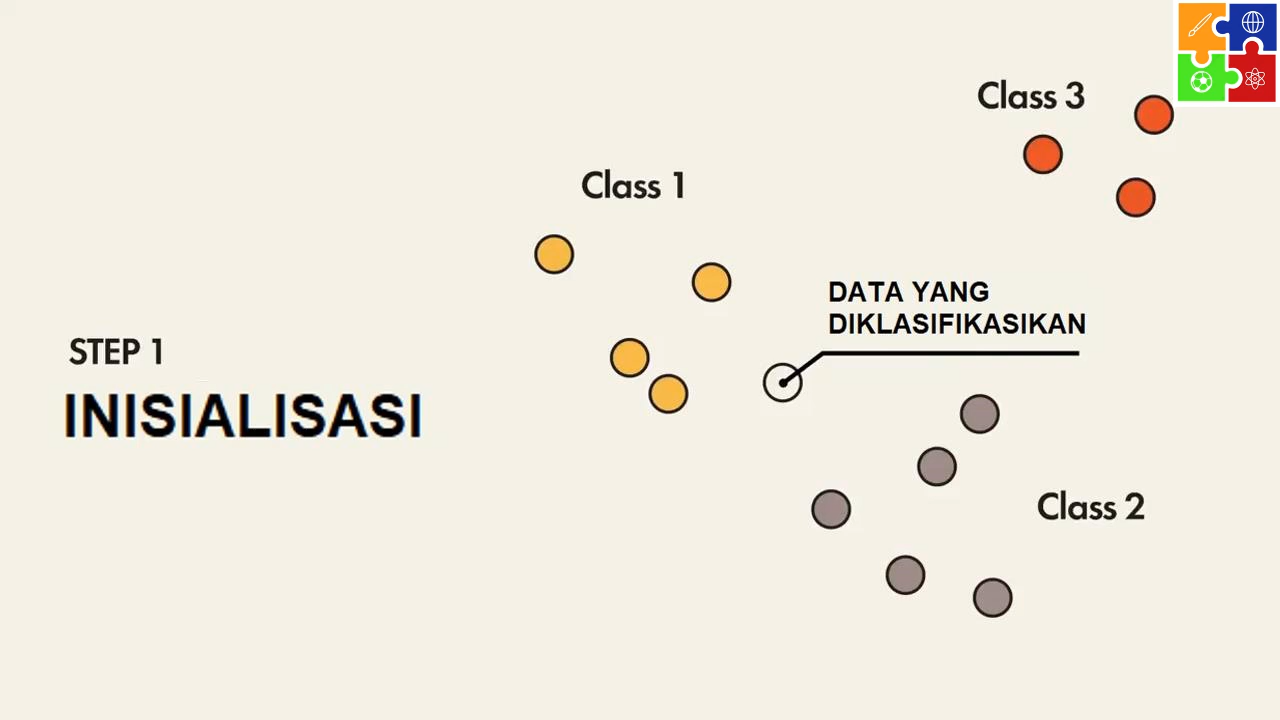 Class 3
Class 1
DATA YANG
DIKLASIFIKASIKAN
STEP 1
INISIALISASI
Class 2